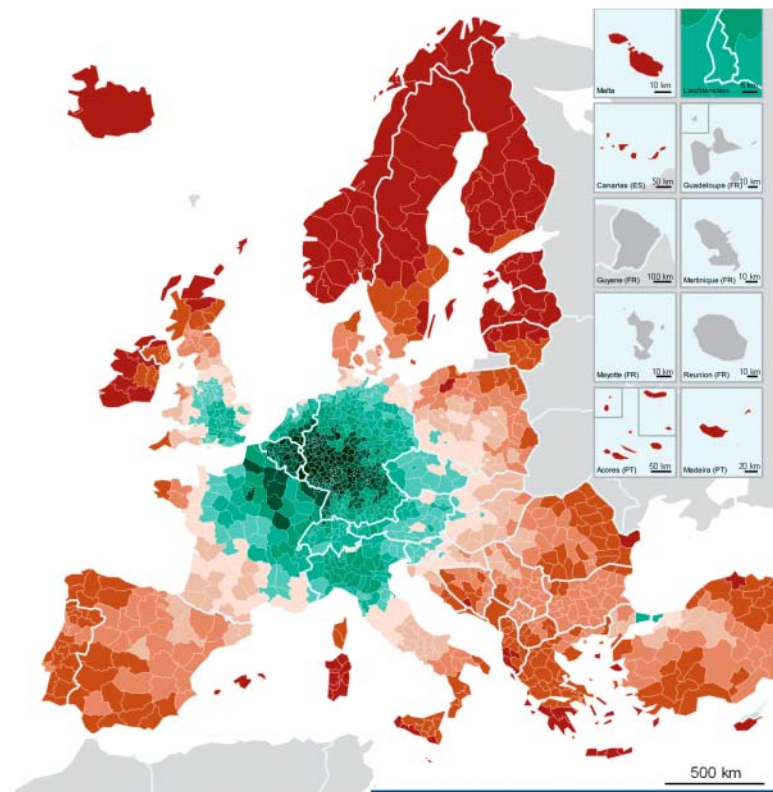 Malta
10 km
Liechtenstein
5 km
Canarias (ES)
50 km
Guadeloupe (FR)
10 km
Guyane (FR)
100 km
Martinique (FR)
10 km
Mayotte (FR)
10 km
Reunion (FR)
10 km
Acores (PT)
50 km
Madeira (PT)
20 km
500 km